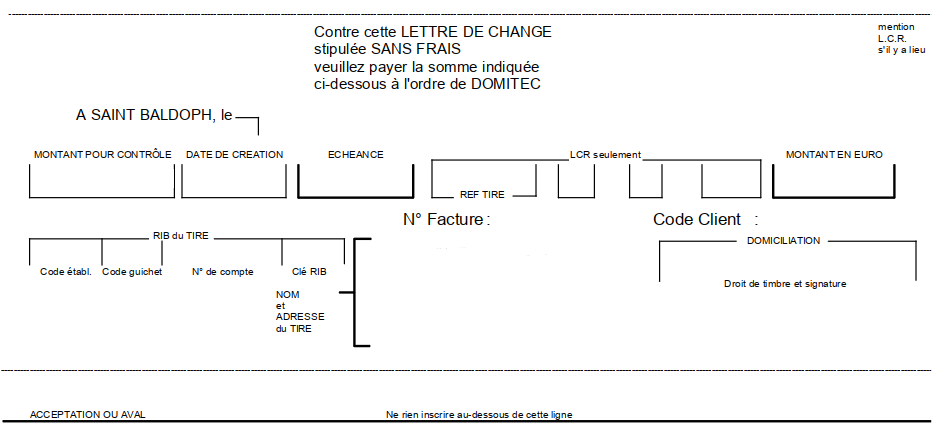 Contre cette LETTRE DE CHANGE
stipulée SANS FRAIS
veuillez payer la somme indiquée
ci-dessous à l'ordre de DOMITEC
mention
L.C.R.
s'il y a lieu
A SAINT BALDOPH, le
MONTANT POUR CONTRÔLE DATE DE CREATION ECHEANCE LCR seulement MONTANT EN EURO
REF TIRE
N° Facture : Code Client :
RIB du TIRE DOMICILIATION
Code établ. Code guichet N° de compte Clé RIB
Droit de timbre et signature
NOM
et
ADRESSE
du TIRE
ACCEPTATION OU AVAL Ne rien inscrire au-dessous de cette ligne